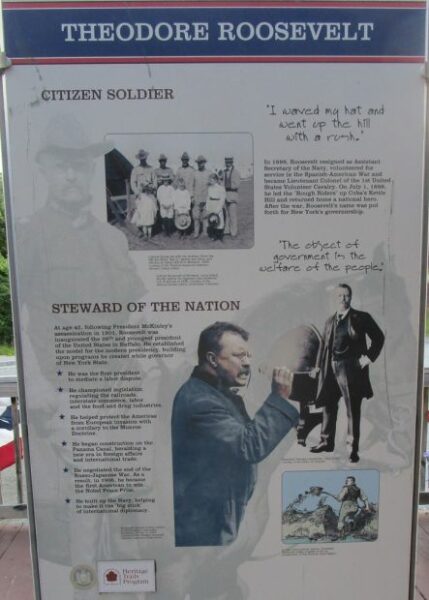 THEODORE ROOSEVELT
CITIZEN SOLDIER
"I waved my hat and
went up the hill
with a rush."
In 1898, Roosevelt resigned as Assistant
Secretary of the Navy, volunteered for
service in the Spanish-American War and
became Lieutenant Colonel of the 1st United
States Volunteer Cavalry. On July 1, 1898,
he led the "Rough Riders" up Cuba's Kettle
Hill and returned home a national hero.
After the war, Roosevelt's name was put
forth for New York's governorship.
"The object of
government is the
welfare of the people."
STEWARD OF THE NATION
At age 42, following President McKinley's
assassination in 1901, Roosevelt was
inaugurated the 26th and youngest president
of the United States in Buffalo. He established
the model for the modern presidency, building
upon programs he created while governor
of New York State.
★ He was the first president
to mediate a labor dispute.
★ He championed legislation
regulating the railroads,
interstate commerce, labor
and the food and drug industries.
★ He helped protect the Americas
from European invasion with
a corollary to the Monroe
Doctrine.
★ He began construction on the
Panama Canal, heralding a
new era in foreign affairs
and international trade.
★ He negotiated the end of the
Russo-Japanese War. As a
result, in 1906, he became
the first American to win
the Nobel Peace Prize.
★ He built up the Navy, helping
to make it the "big stick"
of international diplomacy.
Heritage
Trails
Program